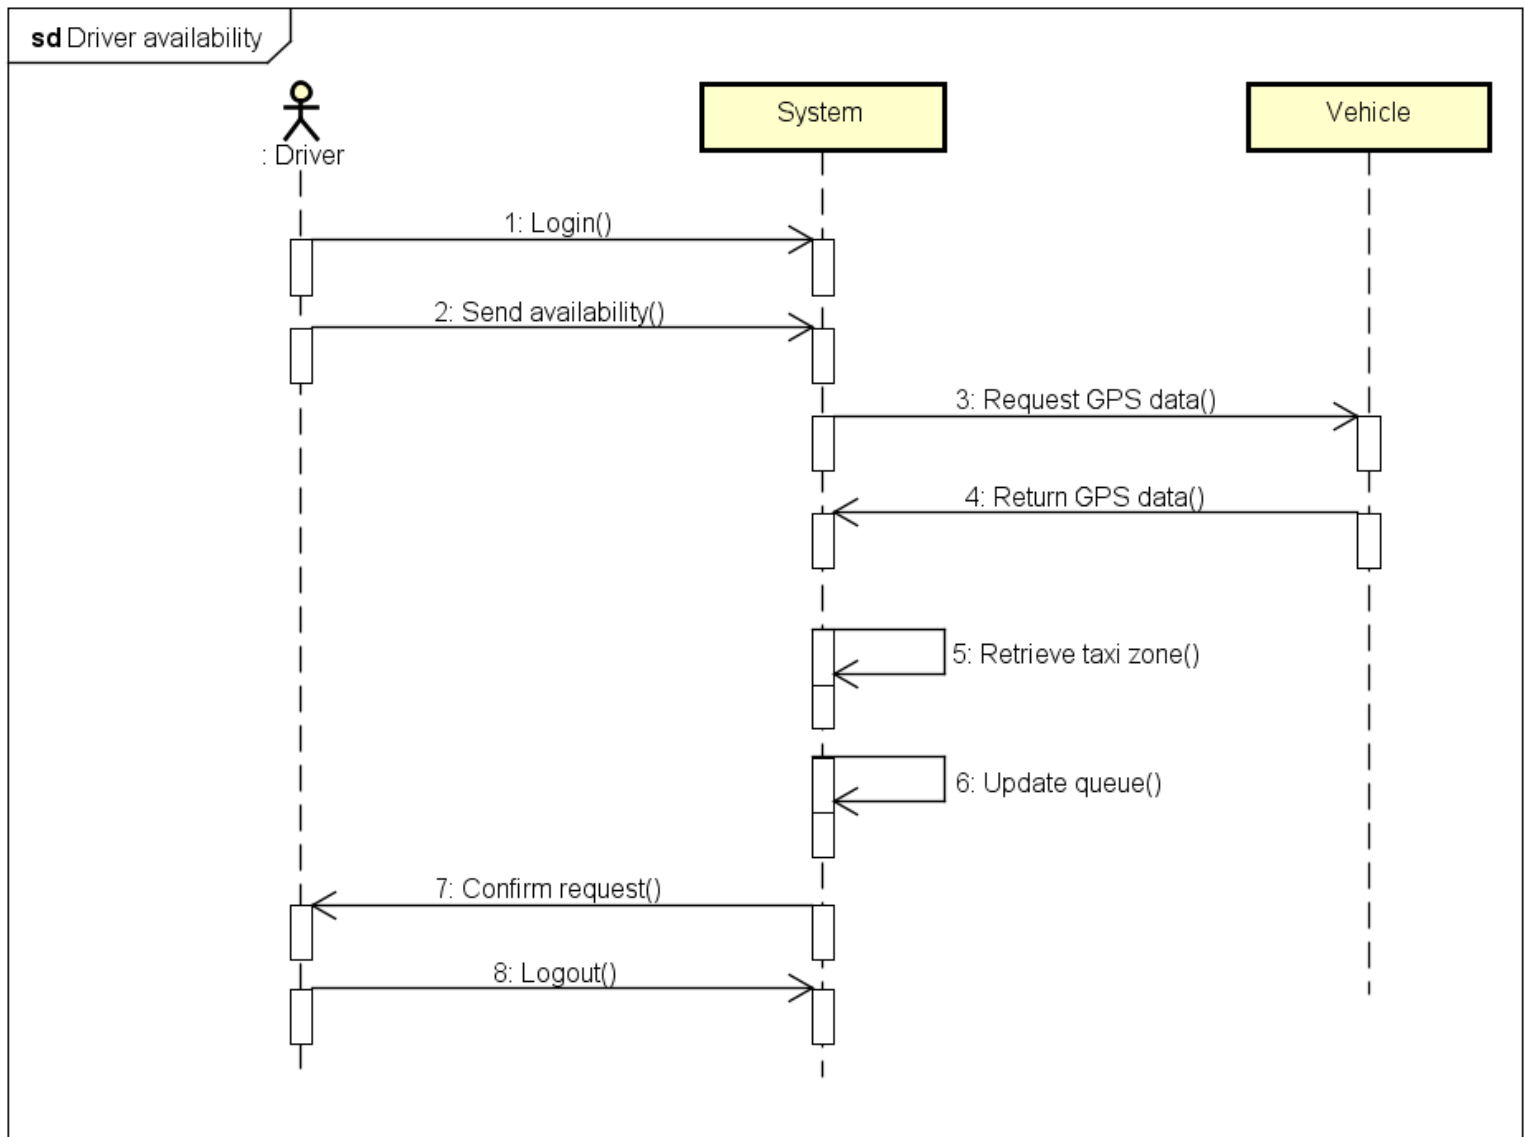 sd Driver availability
: Driver
System
Vehicle
1: Login()
2: Send availability()
3: Request GPS data()
4: Return GPS data()
5: Retrieve taxi zone()
6: Update queue()
7: Confirm request()
8: Logout()